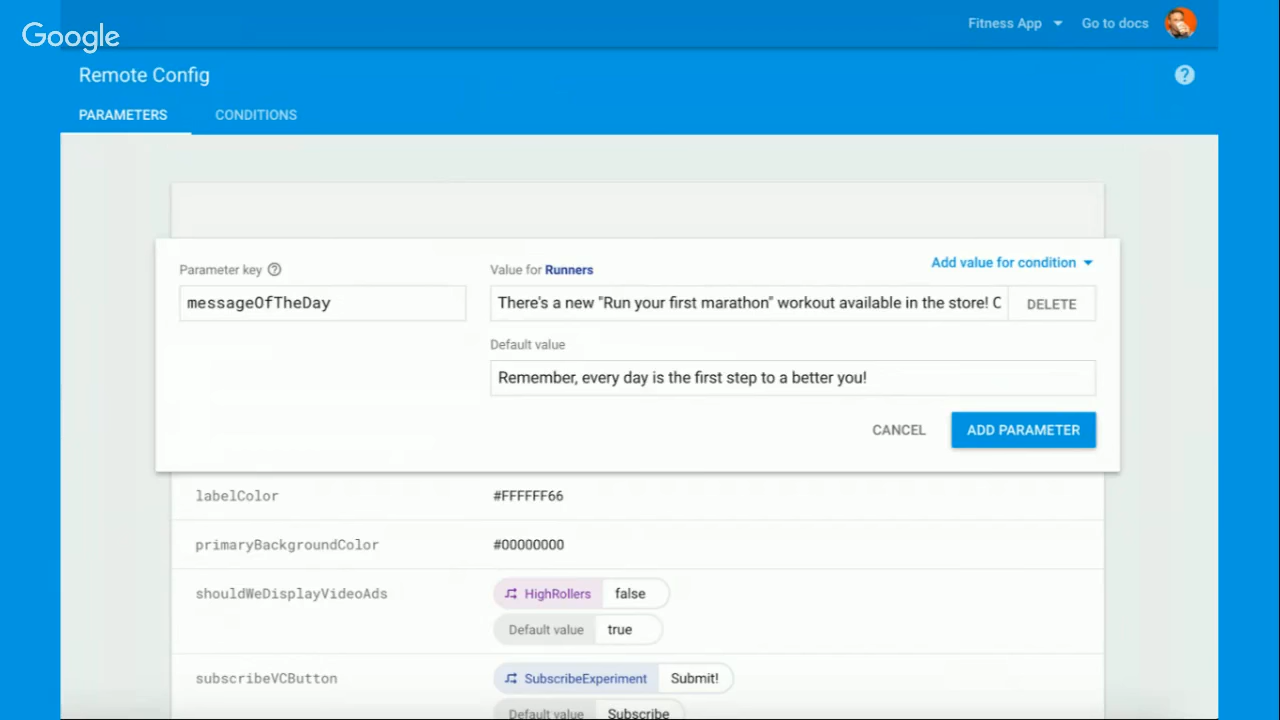 Google
Fitness App
Go to docs
Remote Config
?
PARAMETERS
CONDITIONS
Parameter key ?
Value for Runners
Add value for condition
messageOfTheDay
There's a new "Run your first marathon" workout available in the store! C
DELETE
Default value
Remember, every day is the first step to a better you!
CANCEL
ADD PARAMETER
labelColor
#FFFFFF66
primaryBackgroundColor
#00000000
shouldWeDisplayVideoAds
HighRollers
false
Default value
true
subscribeVCButton
SubscribeExperiment
Submit!
Default value
Subscribe